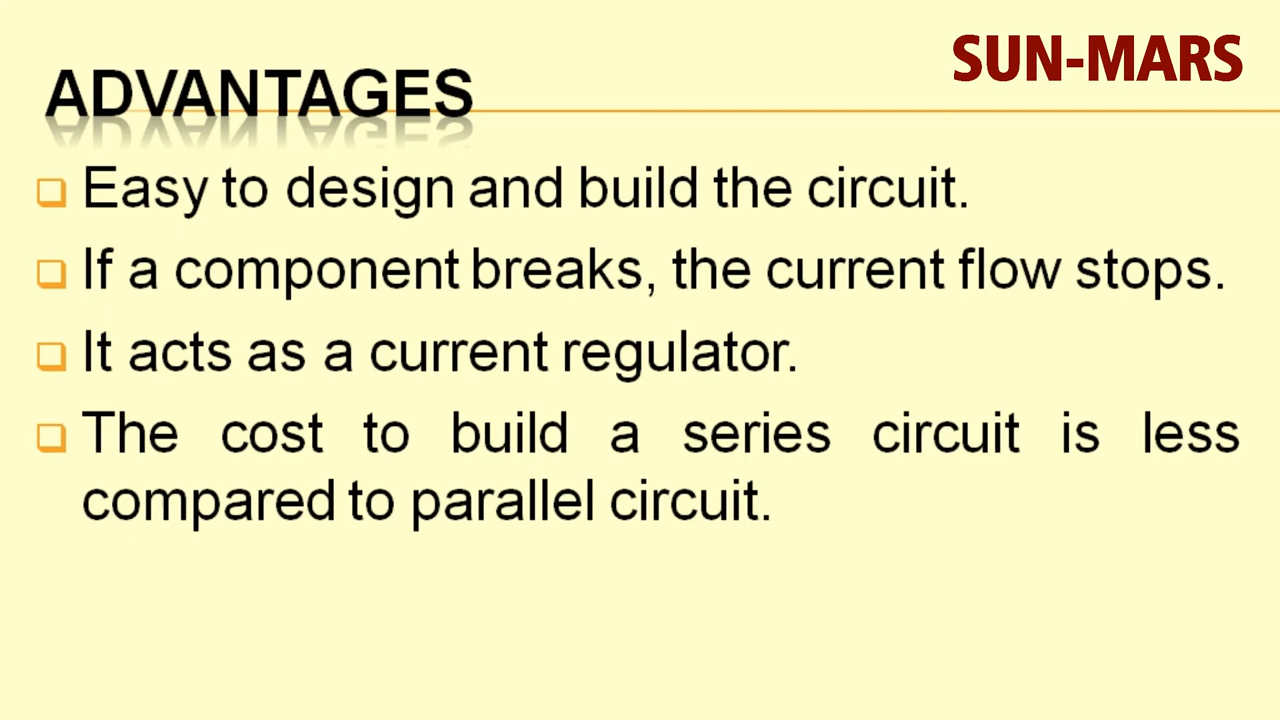 SUN-MARS
ADVANTAGES
Easy to design and build the circuit.
If a component breaks, the current flow stops.
It acts as a current regulator.
The cost to build a series circuit is less
compared to parallel circuit.